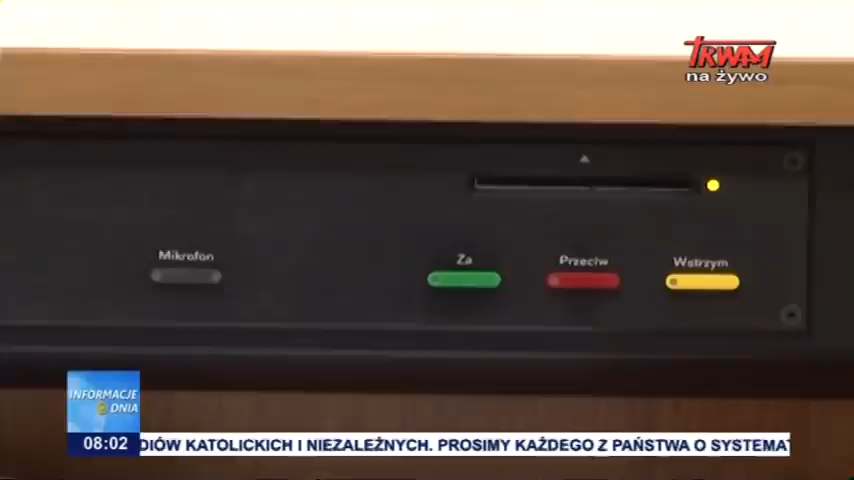 TRWAM
na żywo
Mikrofon
Za
Przeciw
Wstrzym
INFORMACJE
DNIA
08:02
DIÓW KATOLICKICH I NIEZALEŻNYCH. PROSIMY KAŻDEGO Z PAŃSTWA O SYSTEMAT